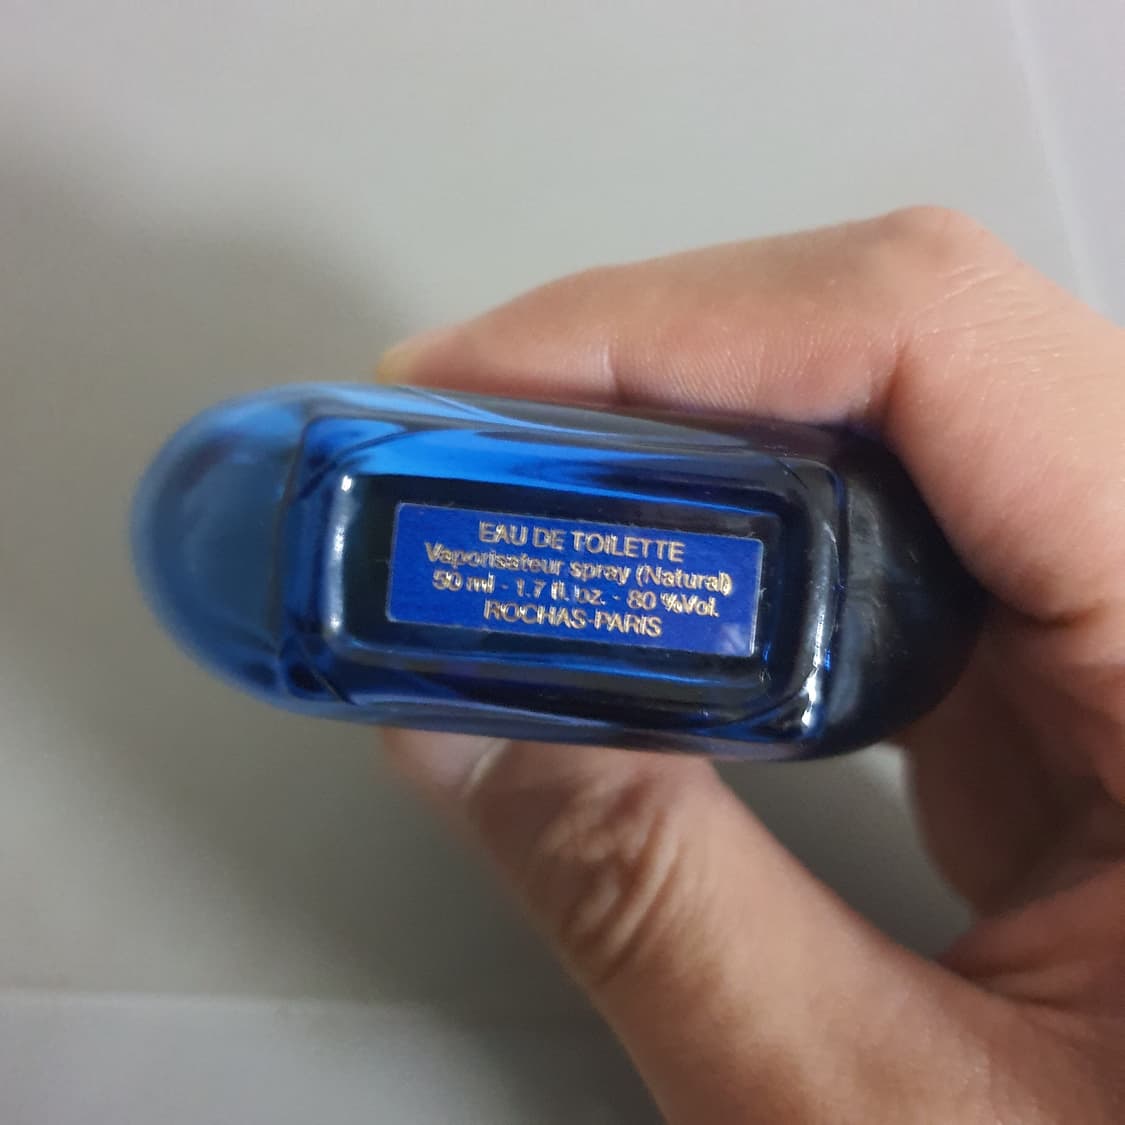 EAU DE TOILETTE
Vaporisateur spray (Natural)
50 ml - 1.7 fl. oz. - 80 %Vol.
ROCHAS-PARIS